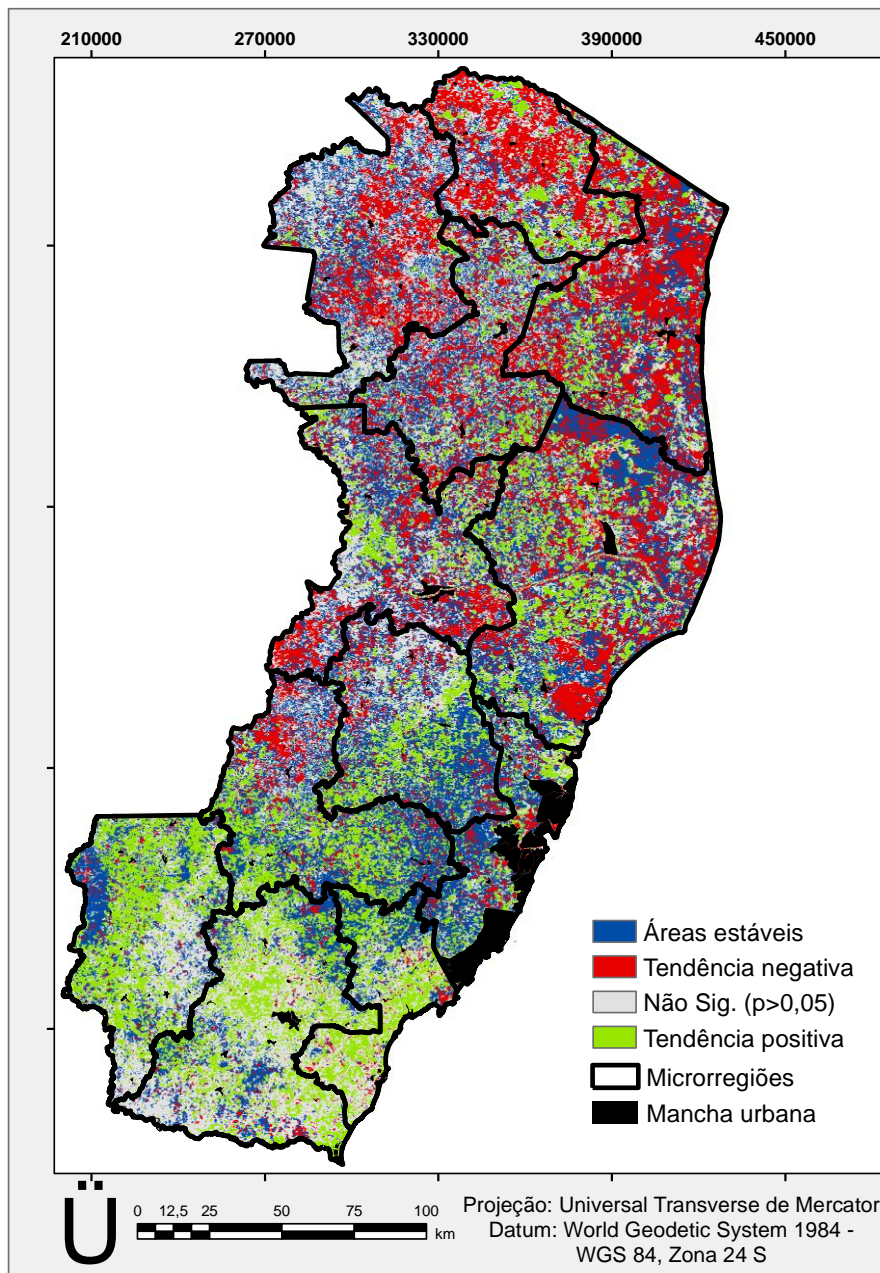 210000 270000 330000 390000 450000
Áreas estáveis
Tendência negativa
Não Sig. (p>0,05)
Tendência positiva
Microrregiões
Mancha urbana
Ü
0 12,5 25 50 75 100
km
Projeção: Universal Transverse de Mercator
Datum: World Geodetic System 1984 -
WGS 84, Zona 24 S